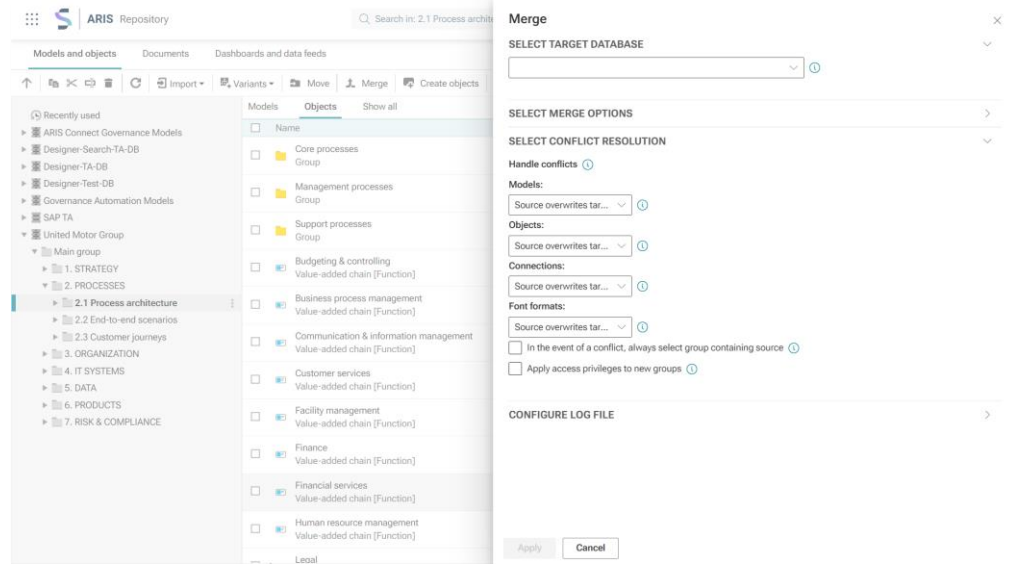 ARIS Repository
Search in: 2.1 Process archite
Models and objects
Documents
Dashboards and data feeds
Import
Variants
Move
Merge
Create objects
Recently used
ARIS Connect Governance Models
Designer-Search-TA-DB
Designer-TA-DB
Designer-Test-DB
Governance Automation Models
SAP TA
United Motor Group
Main group
1. STRATEGY
2. PROCESSES
2.1 Process architecture
2.2 End-to-end scenarios
2.3 Customer journeys
3. ORGANIZATION
4. IT SYSTEMS
5. DATA
6. PRODUCTS
7. RISK & COMPLIANCE
Models
Objects
Show all
Name
Core processes
Group
Management processes
Group
Support processes
Group
Budgeting & controlling
Value-added chain [Function]
Business process management
Value-added chain [Function]
Communication & information management
Value-added chain [Function]
Customer services
Value-added chain [Function]
Facility management
Value-added chain [Function]
Finance
Value-added chain [Function]
Financial services
Value-added chain [Function]
Human resource management
Value-added chain [Function]
Legal
Merge
SELECT TARGET DATABASE
SELECT MERGE OPTIONS
SELECT CONFLICT RESOLUTION
Handle conflicts
Models:
Source overwrites tar...
Objects:
Source overwrites tar...
Connections:
Source overwrites tar...
Font formats:
Source overwrites tar...
In the event of a conflict, always select group containing source
Apply access privileges to new groups
CONFIGURE LOG FILE
Apply
Cancel